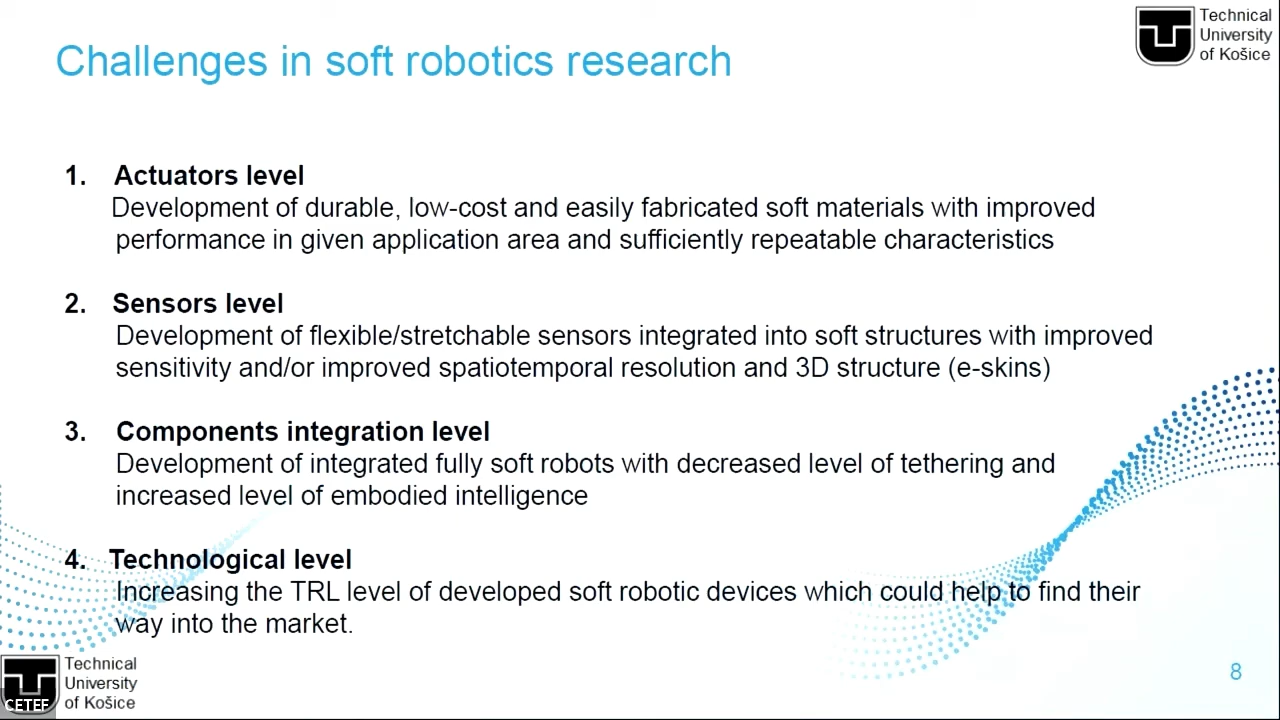 Challenges in soft robotics research
Technical
University
of Košice
1. Actuators level
Development of durable, low-cost and easily fabricated soft materials with improved
performance in given application area and sufficiently repeatable characteristics
2. Sensors level
Development of flexible/stretchable sensors integrated into soft structures with improved
sensitivity and/or improved spatiotemporal resolution and 3D structure (e-skins)
3. Components integration level
Development of integrated fully soft robots with decreased level of tethering and
increased level of embodied intelligence
4. Technological level
Increasing the TRL level of developed soft robotic devices which could help to find their
way into the market.
Technical
University
of Košice
CETEF
8